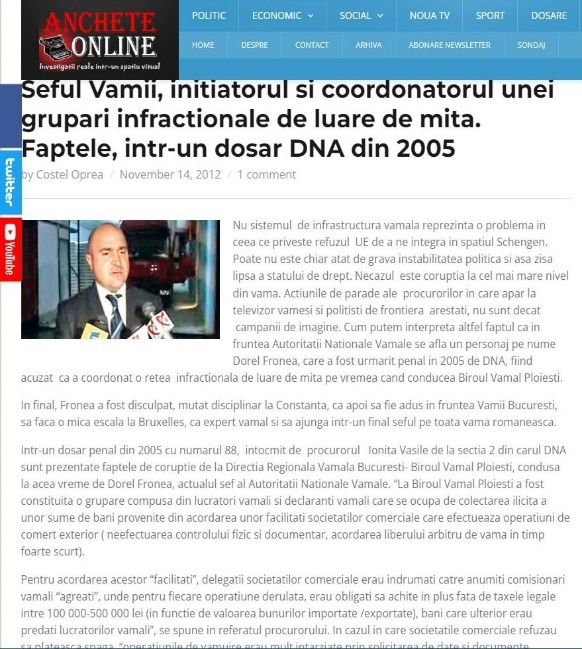 ANCHETE
ONLINE
Investigatii reale intr-un spatiu virtual
POLITIC ECONOMIC SOCIAL NOUA TV SPORT DOSARE
HOME DESPRE CONTACT ARHIVA ABONARE NEWSLETTER SONDAJ
Seful Vamii, initiatorul si coordonatorul unei
grupari infractionale de luare de mita.
Faptele, intr-un dosar DNA din 2005
by Costel Oprea / November 14, 2012 / 1 comment
twitter
YouTube
Nu sistemul de infrastructura vamala reprezinta o problema in
ceea ce priveste refuzul UE de a ne integra in spatiul Schengen.
Poate nu este chiar atat de grava instabilitatea politica si asa zisa
lipsa a statului de drept. Necazul este coruptia la cel mai mare nivel
din vama. Actiunile de parade ale procurorilor in care apar la
televizor vamesi si politisti de frontiera arestati, nu sunt decat
campanii de imagine. Cum putem interpreta altfel faptul ca in
fruntea Autoritatii Nationale Vamale se afla un personaj pe nume
Dorel Fronea, care a fost urmarit penal in 2005 de DNA, fiind
acuzat ca a coordonat o retea infractionala de luare de mita pe vremea cand conducea Biroul Vamal Ploiesti.
In final, Fronea a fost disculpat, mutat disciplinar la Constanta, ca apoi sa fie adus in fruntea Vamii Bucuresti,
sa faca o mica escala la Bruxelles, ca expert vamal si sa ajunga intr-un final seful pe toata vama romaneasca.
Intr-un dosar penal din 2005 cu numarul 88, intocmit de procurorul Ionita Vasile de la sectia 2 din carul DNA
sunt prezentate faptele de coruptie de la Directia Regionala Vamala Bucuresti- Biroul Vamal Ploiesti, condusa
la acea vreme de Dorel Fronea, actualul sef al Autoritatii Nationale Vamale. “La Biroul Vamal Ploiesti a fost
constituita o grupare compusa din lucratori vamali si declaranti vamali care se ocupa de colectarea ilicita a
unor sume de bani provenite din acordarea unor facilitati societatilor comerciale care efectueaza operatiuni de
comert exterior ( neefectuarea controlului fizic si documentar, acordarea liberului arbitru de vama in timp
foarte scurt).
Pentru acordarea acestor “facilitati”, delegatii societatilor comerciale erau indrumati catre anumiti comisionari
vamali “agreati”, unde pentru fiecare operatiune derulata, erau obligati sa achite in plus fata de taxele legale
intre 100 000-500 000 lei (in functie de valoarea bunurilor importate /exportate), bani care ulterior erau
predati lucratorilor vamali”, se spune in referatul procurorului. In cazul in care societatile comerciale refuzau
sa plateasca spaga, “operatiunile de vamuire erau mult intarziate prin solicitarea de date si documente